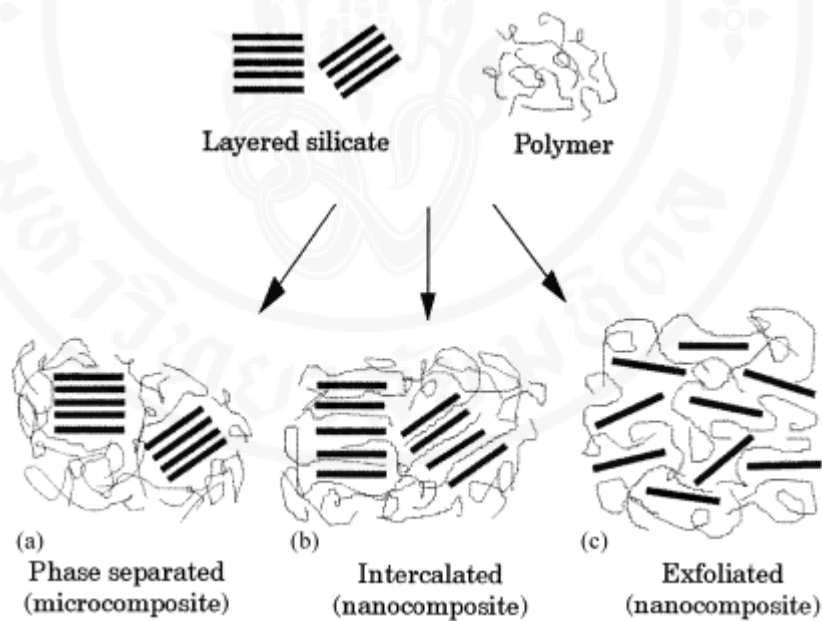 Layered silicate
Polymer
(a)
(b)
(c)
Phase separated
(microcomposite)
Intercalated
(nanocomposite)
Exfoliated
(nanocomposite)